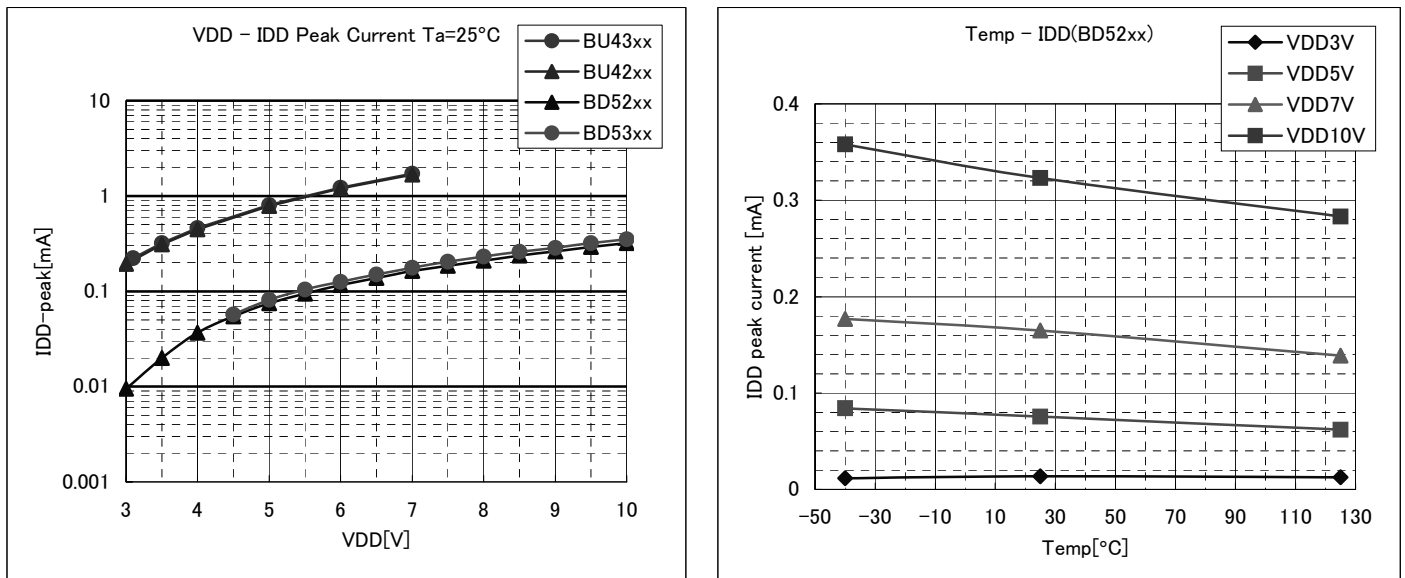 VDD - IDD Peak Current Ta=25°C
BU43xx
BU42xx
BD52xx
BD53xx
10
1
0.1
0.01
0.001
IDD-peak[mA]
3 4 5 6 7 8 9 10
VDD[V]
Temp - IDD(BD52xx)
VDD3V
VDD5V
VDD7V
VDD10V
0.4
0.3
0.2
0.1
0
IDD peak current [mA]
-50 -30 -10 10 30 50 70 90 110 130
Temp[°C]